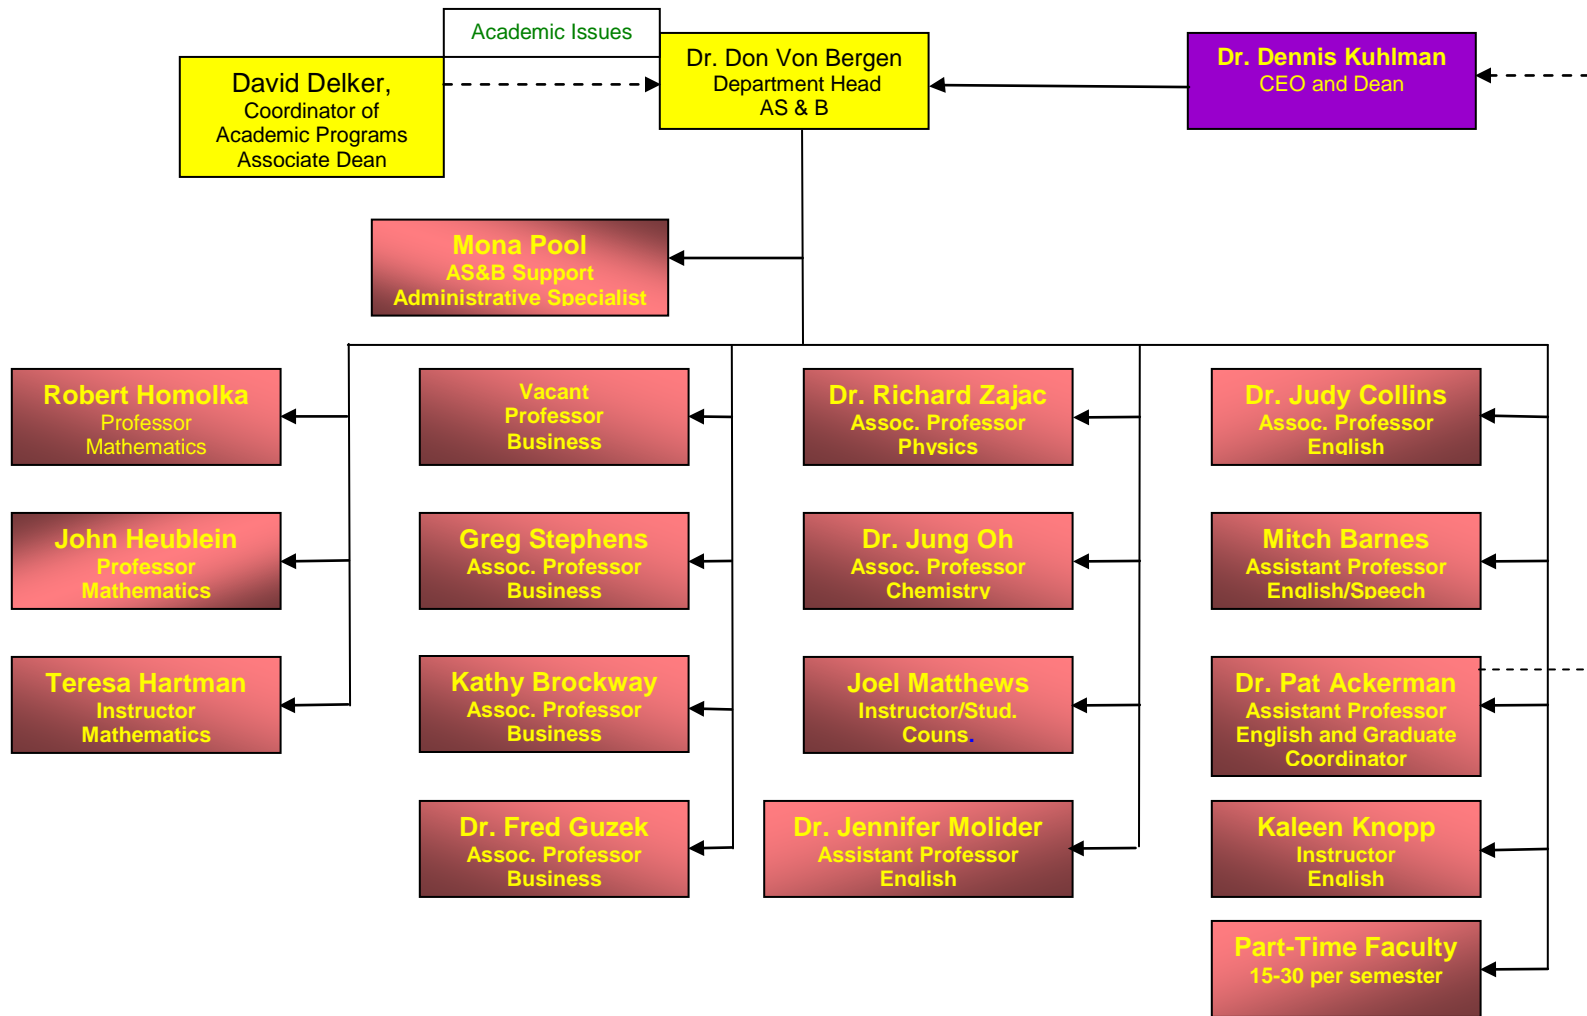 Academic Issues
David Delker,
Coordinator of
Academic Programs
Associate Dean
Dr. Don Von Bergen
Department Head
AS & B
Dr. Dennis Kuhlman
CEO and Dean
Mona Pool
AS&B Support
Administrative Specialist
Robert Homolka
Professor
Mathematics
Vacant
Professor
Business
Dr. Richard Zajac
Assoc. Professor
Physics
Dr. Judy Collins
Assoc. Professor
English
John Heublein
Professor
Mathematics
Greg Stephens
Assoc. Professor
Business
Dr. Jung Oh
Assoc. Professor
Chemistry
Mitch Barnes
Assistant Professor
English/Speech
Teresa Hartman
Instructor
Mathematics
Kathy Brockway
Assoc. Professor
Business
Joel Matthews
Instructor/Stud.
Couns.
Dr. Pat Ackerman
Assistant Professor
English and Graduate
Coordinator
Dr. Fred Guzek
Assoc. Professor
Business
Dr. Jennifer Molider
Assistant Professor
English
Kaleen Knopp
Instructor
English
Part-Time Faculty
15-30 per semester